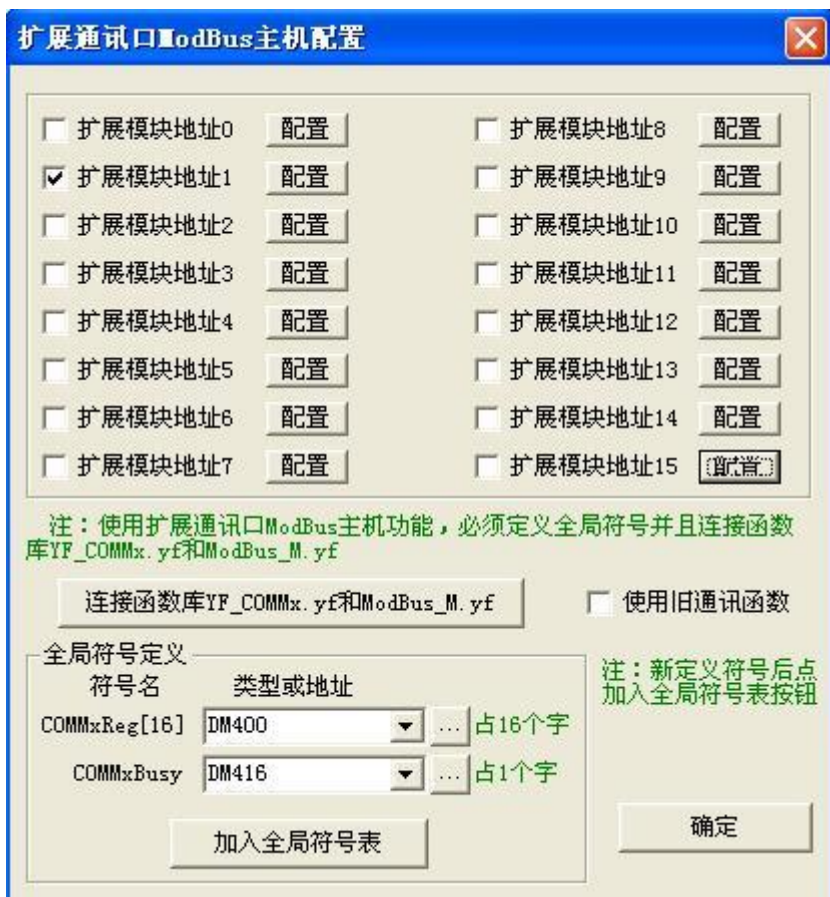 扩展通讯口ModBus主机配置
扩展模块地址0 配置 扩展模块地址8 配置
扩展模块地址1 配置 扩展模块地址9 配置
扩展模块地址2 配置 扩展模块地址10 配置
扩展模块地址3 配置 扩展模块地址11 配置
扩展模块地址4 配置 扩展模块地址12 配置
扩展模块地址5 配置 扩展模块地址13 配置
扩展模块地址6 配置 扩展模块地址14 配置
扩展模块地址7 配置 扩展模块地址15 配置
注：使用扩展通讯口ModBus主机功能，必须定义全局符号并且连接函数
库YF_COMMx.yf和ModBus_M.yf
连接函数库YF_COMMx.yf和ModBus_M.yf 使用旧通讯函数
全局符号定义
符号名 类型或地址
COMMxReg[16] DM400 ... 占16个字
COMMxBusy DM416 ... 占1个字
加入全局符号表
注：新定义符号后点
加入全局符号表按钮
确定